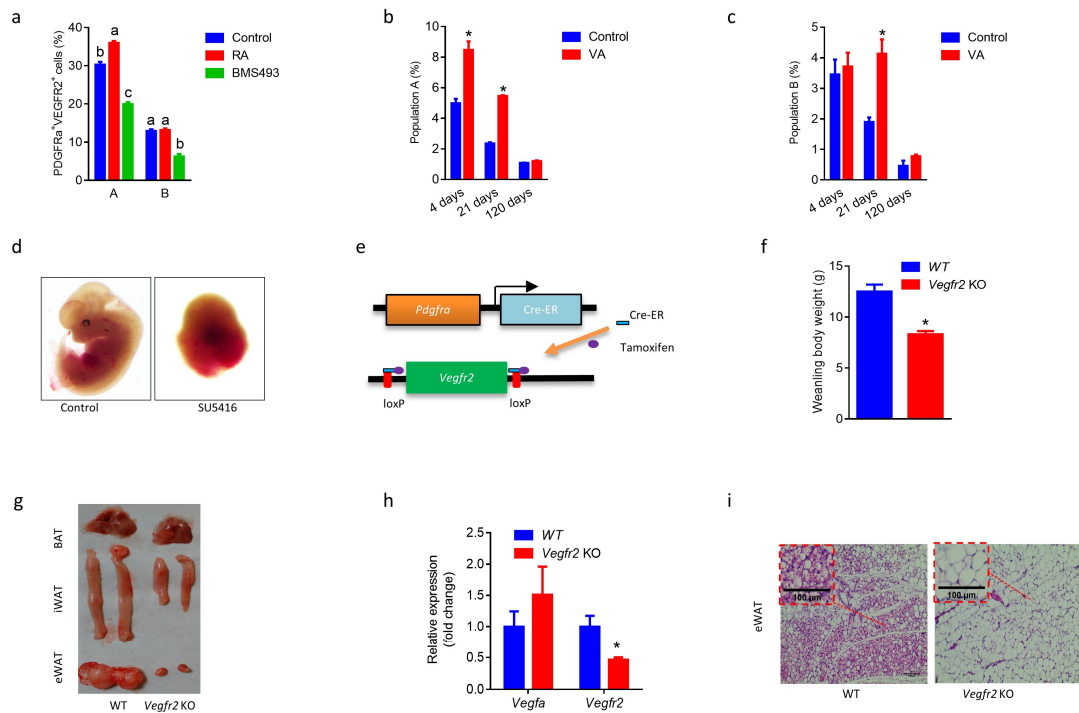 a
PDGFRa⁺VEGFR2⁺ cells (%)
40
30
20
10
0
b
a
c
a
a
b
A
B
Control
RA
BMS493
b
Population A (%)
10
8
6
4
2
0
*
*
4 days
21 days
120 days
Control
VA
c
Population B (%)
5
4
3
2
1
0
*
4 days
21 days
120 days
Control
VA
d
Control
SU5416
e
Pdgfra
Cre-ER
Cre-ER
Tamoxifen
Vegfr2
loxP
loxP
f
Weanling body weight (g)
15
10
5
0
*
WT
Vegfr2 KO
g
BAT
iWAT
eWAT
WT
Vegfr2 KO
h
WT
Vegfr2 KO
Relative expression
(fold change)
2.5
2.0
1.5
1.0
0.5
0.0
*
Vegfa
Vegfr2
i
eWAT
100 µm
100 µm
WT
Vegfr2 KO